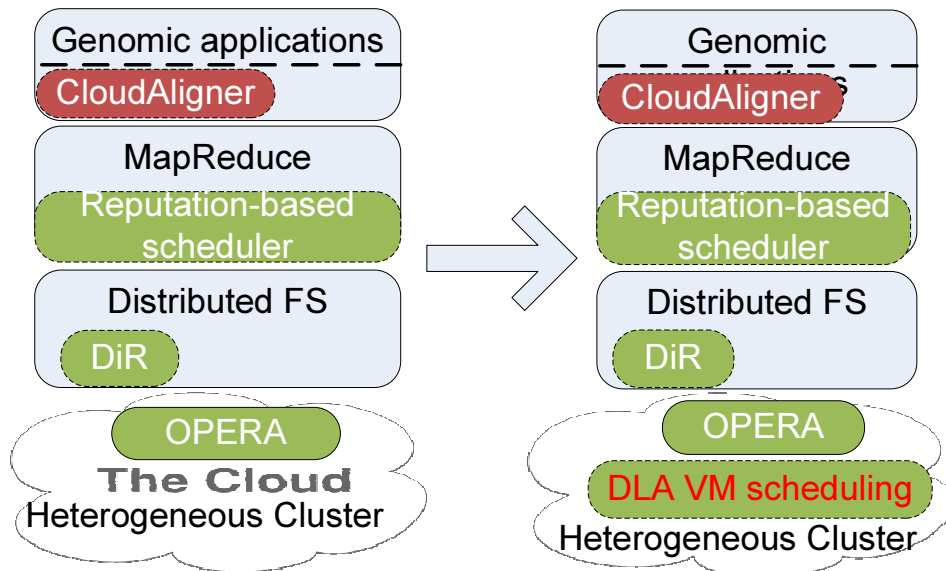 Genomic applications
CloudAligner
MapReduce
Reputation-based
scheduler
Distributed FS
DiR
OPERA
The Cloud
Heterogeneous Cluster
Genomic
CloudAligner
MapReduce
Reputation-based
scheduler
Distributed FS
DiR
OPERA
DLA VM scheduling
Heterogeneous Cluster